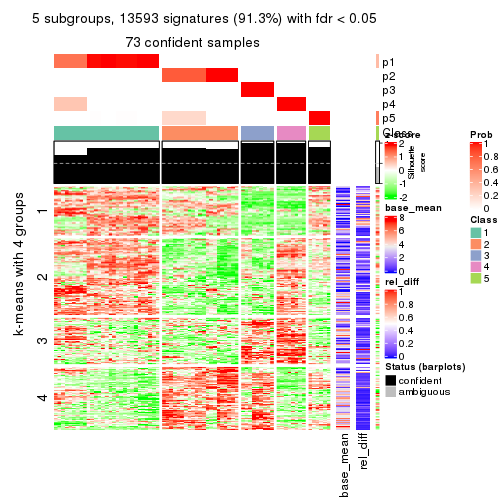 5 subgroups, 13593 signatures (91.3%) with fdr < 0.05
73 confident samples
p1
p2
p3
p4
p5
Class
Silhouette
score
k-means with 4 groups
1
2
3
4
base_mean
rel_diff
z-score
2
1
0
-1
-2
base_mean
8
6
4
2
0
rel_diff
1
0.8
0.6
0.4
0.2
0
Status (barplots)
confident
ambiguous
Prob
1
0.8
0.6
0.4
0.2
0
Class
1
2
3
4
5